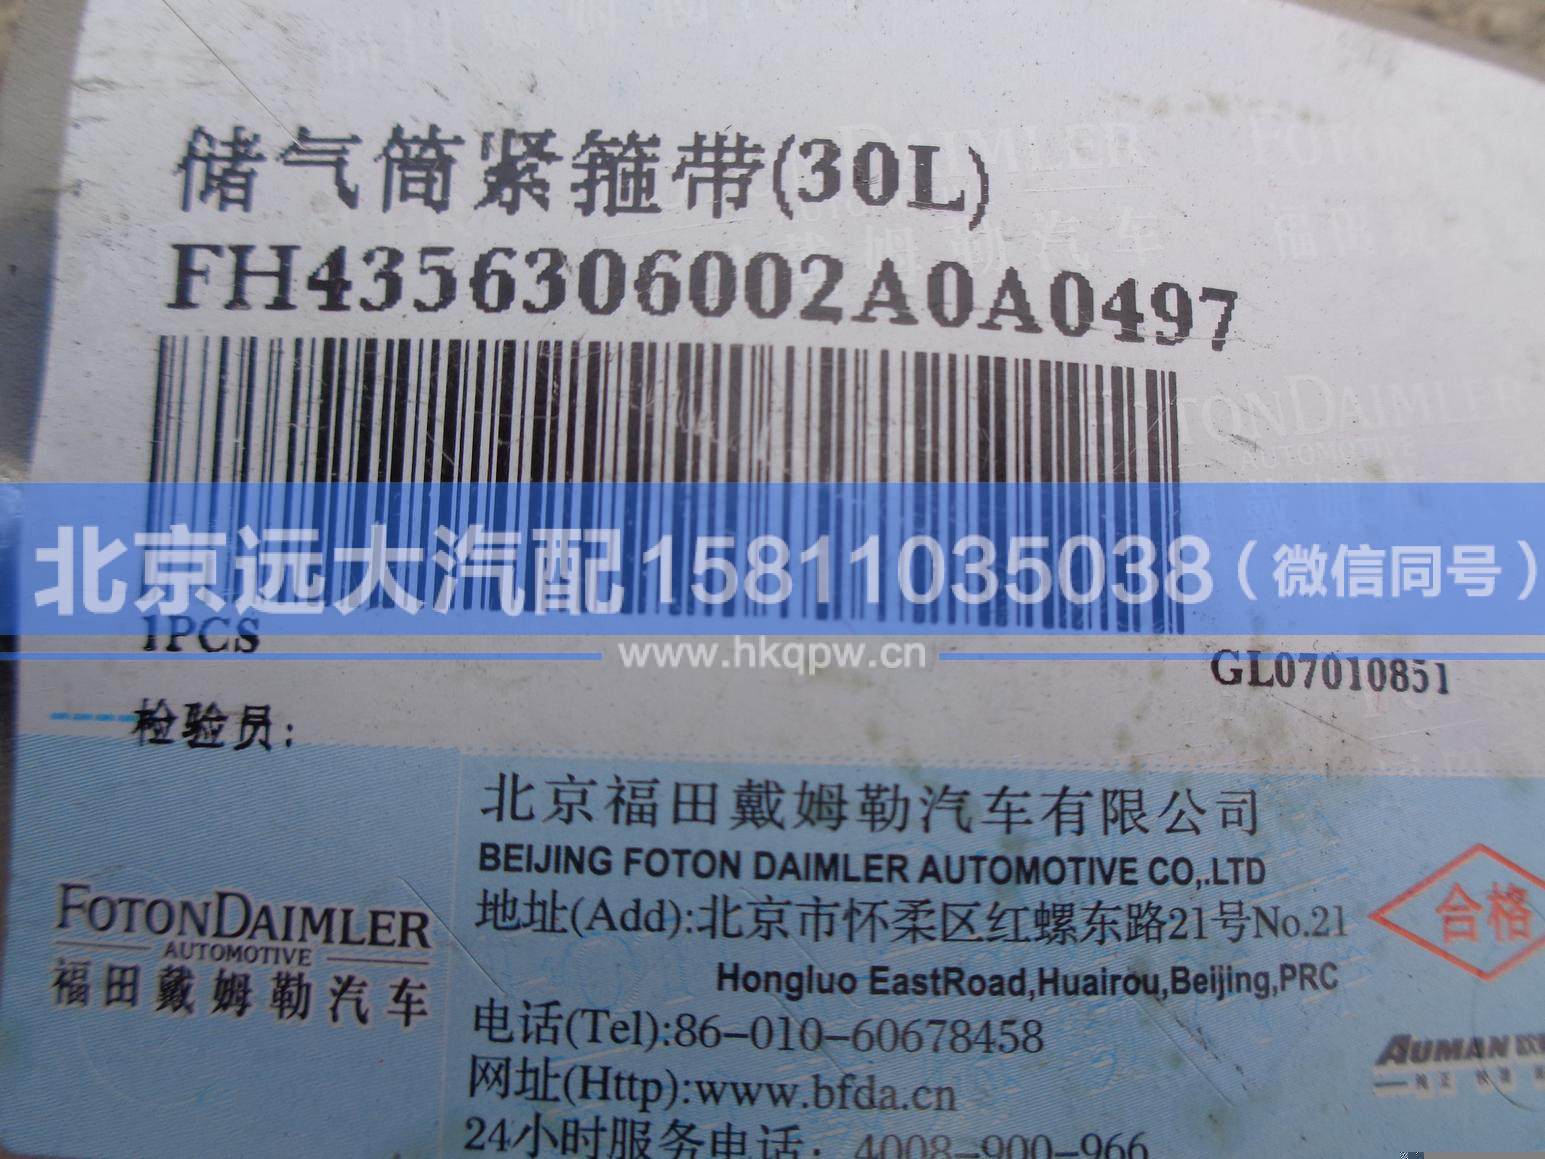 储气筒紧箍带(30L)
FH4356306002A0A0497
北京远大汽配15811035038（微信同号）
1PCS
www.hkqpw.cn
GL07010851
检验员:
北京福田戴姆勒汽车有限公司
BEIJING FOTON DAIMLER AUTOMOTIVE CO,.LTD
地址(Add):北京市怀柔区红螺东路21号No.21
Hongluo EastRoad,Huairou,Beijing,PRC
电话(Tel):86-010-60678458
网址(Http):www.bfda.cn
24小时服务电话: 4008-900-966
FOTONDAIMLER
AUTOMOTIVE
福田戴姆勒汽车
合格
AUMAN